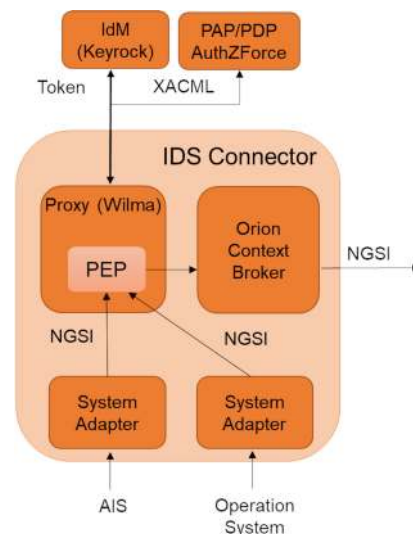 IdM
(Keyrock)
PAP/PDP
AuthZForce
Token
XACML
IDS Connector
Proxy (Wilma)
PEP
Orion
Context
Broker
NGSI
NGSI
NGSI
System
Adapter
System
Adapter
AIS
Operation
System